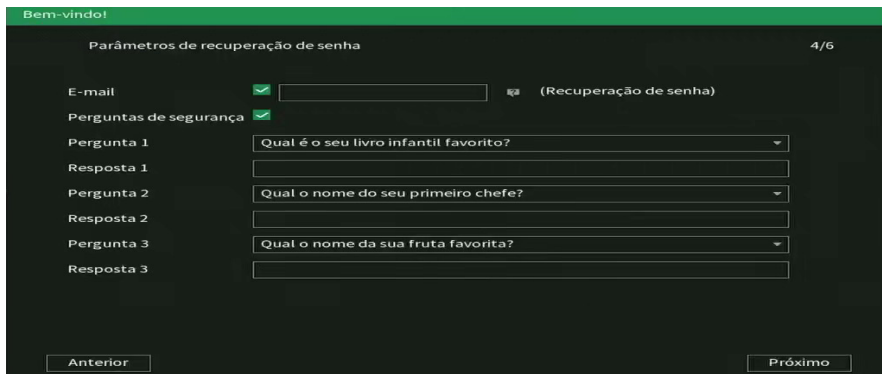 Bem-vindo!
Parâmetros de recuperação de senha 4/6
E-mail (Recuperação de senha)
Perguntas de segurança
Pergunta 1 Qual é o seu livro infantil favorito?
Resposta 1
Pergunta 2 Qual o nome do seu primeiro chefe?
Resposta 2
Pergunta 3 Qual o nome da sua fruta favorita?
Resposta 3
Anterior Próximo